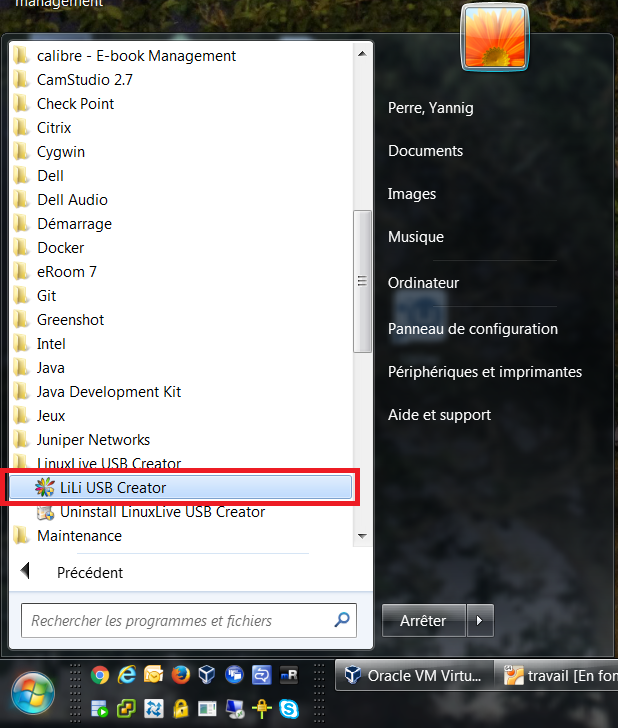 management
calibre - E-book Management
CamStudio 2.7
Check Point
Citrix
Cygwin
Dell
Dell Audio
Démarrage
Docker
eRoom 7
Git
Greenshot
Intel
Java
Java Development Kit
Jeux
Juniper Networks
LinuxLive USB Creator
LiLi USB Creator
Uninstall LinuxLive USB Creator
Maintenance
Précédent
Rechercher les programmes et fichiers
Perre, Yannig
Documents
Images
Musique
Ordinateur
Panneau de configuration
Périphériques et imprimantes
Aide et support
Arrêter
Oracle VM Virtu...
travail [En fon